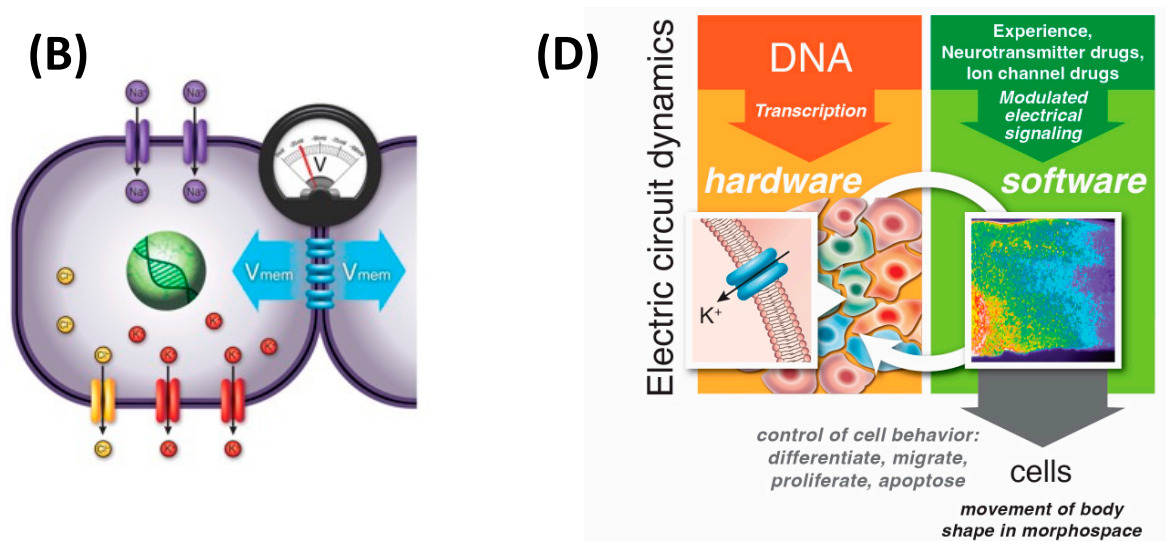 (B)
Na⁺
Na⁺
V
Na⁺
Na⁺
Vmem
Vmem
Cl⁻
Cl⁻
K⁺
K⁺
K⁺
Cl⁻
K⁺
K⁺
Cl⁻
K⁺
K⁺
(D)
Electric circuit dynamics
DNA
Transcription
hardware
K⁺
Experience,
Neurotransmitter drugs,
Ion channel drugs
Modulated
electrical
signaling
software
control of cell behavior:
differentiate, migrate,
proliferate, apoptose
cells
movement of body
shape in morphospace